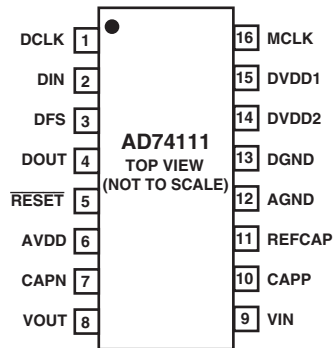 DCLK 1
DIN 2
DFS 3
DOUT 4
RESET 5
AVDD 6
CAPN 7
VOUT 8
AD74111
TOP VIEW
(NOT TO SCALE)
16 MCLK
15 DVDD1
14 DVDD2
13 DGND
12 AGND
11 REFCAP
10 CAPP
9 VIN